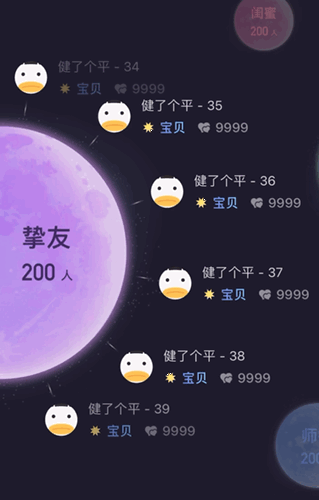 闺蜜
200 人
健了个平 - 34
宝贝 9999
健了个平 - 35
宝贝 9999
健了个平 - 36
宝贝 9999
挚友
200 人
健了个平 - 37
宝贝 9999
健了个平 - 38
宝贝 9999
健了个平 - 39
宝贝 9999
师
200